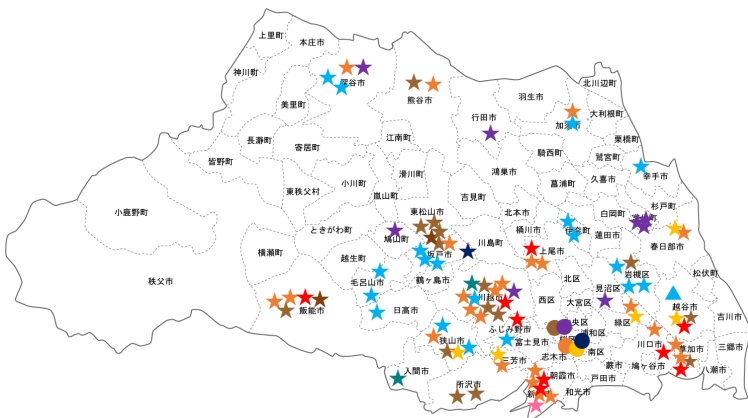 上里町
本庄市
神川町
深谷市
美里町
熊谷市
羽生市
北川辺町
大利根町
加須市
行田市
栗橋町
長瀞町
寄居町
江南町
騎西町
鷲宮町
皆野町
滑川町
鴻巣市
久喜市
幸手市
小川町
嵐山町
吉見町
菖蒲町
東秩父村
杉戸町
白岡町
小鹿野町
東松山市
北本市
ときがわ町
鳩山町
川島町
桶川市
伊奈町
蓮田市
春日部市
横瀬町
越生町
坂戸市
上尾市
毛呂山町
鶴ヶ島市
北区
岩槻区
松伏町
秩父市
見沼区
日高市
川越市
西区
大宮区
越谷市
吉川市
飯能市
ふじみ野市
中央区
緑区
浦和区
狭山市
富士見市
川口市
草加市
三郷市
三芳町
志木市
南区
蕨市
鳩ヶ谷市
八潮市
入間市
朝霞市
戸田市
所沢市
和光市